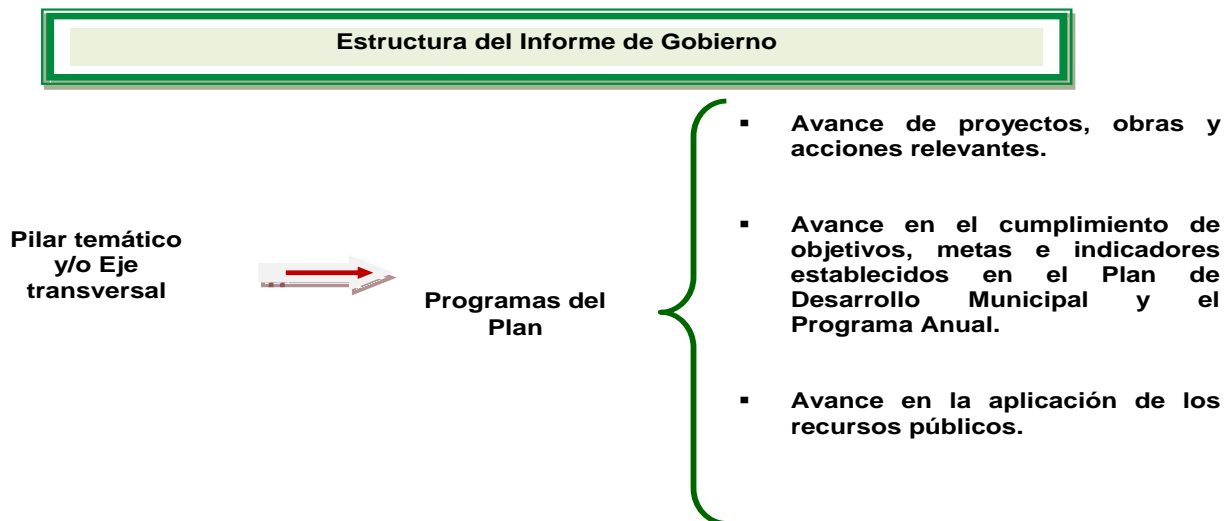 Estructura del Informe de Gobierno
Pilar temático
y/o Eje
transversal
Programas del
Plan
▪ Avance de proyectos, obras y
acciones relevantes.
▪ Avance en el cumplimiento de
objetivos, metas e indicadores
establecidos en el Plan de
Desarrollo Municipal y el
Programa Anual.
▪ Avance en la aplicación de los
recursos públicos.